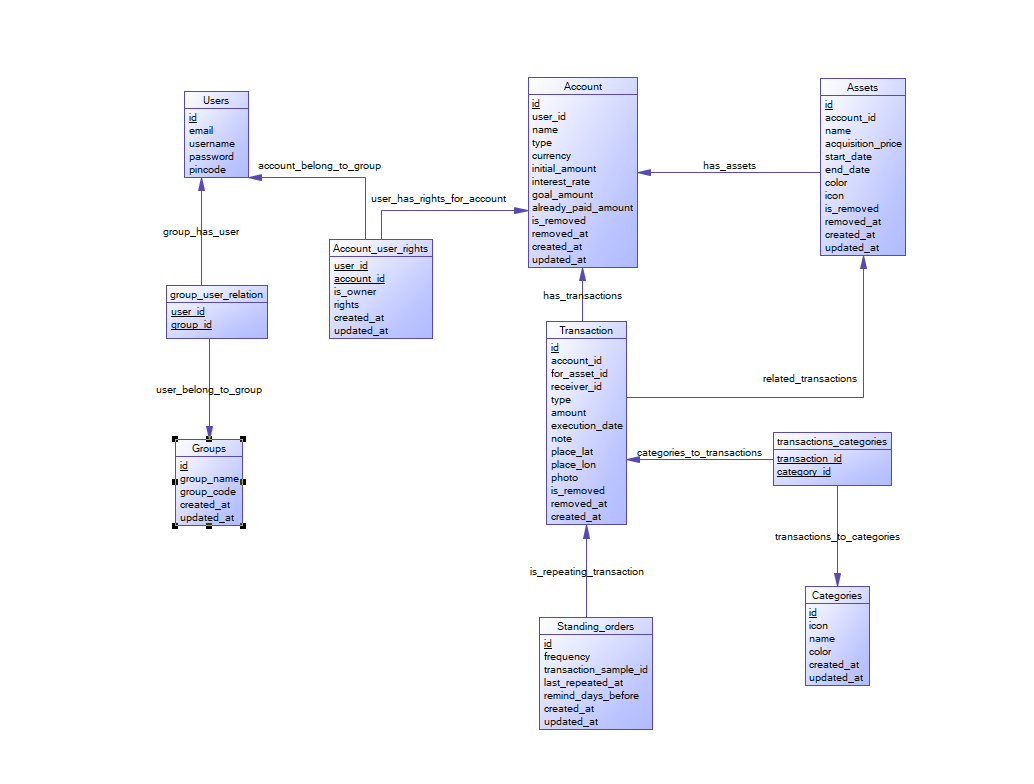 Users
id
email
username
password
pincode
account_belong_to_group
group_has_user
user_has_rights_for_account
Account_user_rights
user_id
account_id
is_owner
rights
created_at
updated_at
group_user_relation
user_id
group_id
user_belong_to_group
Groups
id
group_name
group_code
created_at
updated_at
Account
id
user_id
name
type
currency
initial_amount
interest_rate
goal_amount
already_paid_amount
is_removed
removed_at
created_at
updated_at
has_assets
Assets
id
account_id
name
acquisition_price
start_date
end_date
color
icon
is_removed
removed_at
created_at
updated_at
has_transactions
Transaction
id
account_id
for_asset_id
receiver_id
type
amount
execution_date
note
place_lat
place_lon
photo
is_removed
removed_at
created_at
related_transactions
categories_to_transactions
transactions_categories
transaction_id
category_id
transactions_to_categories
is_repeating_transaction
Standing_orders
id
frequency
transaction_sample_id
last_repeated_at
remind_days_before
created_at
updated_at
Categories
id
icon
name
color
created_at
updated_at